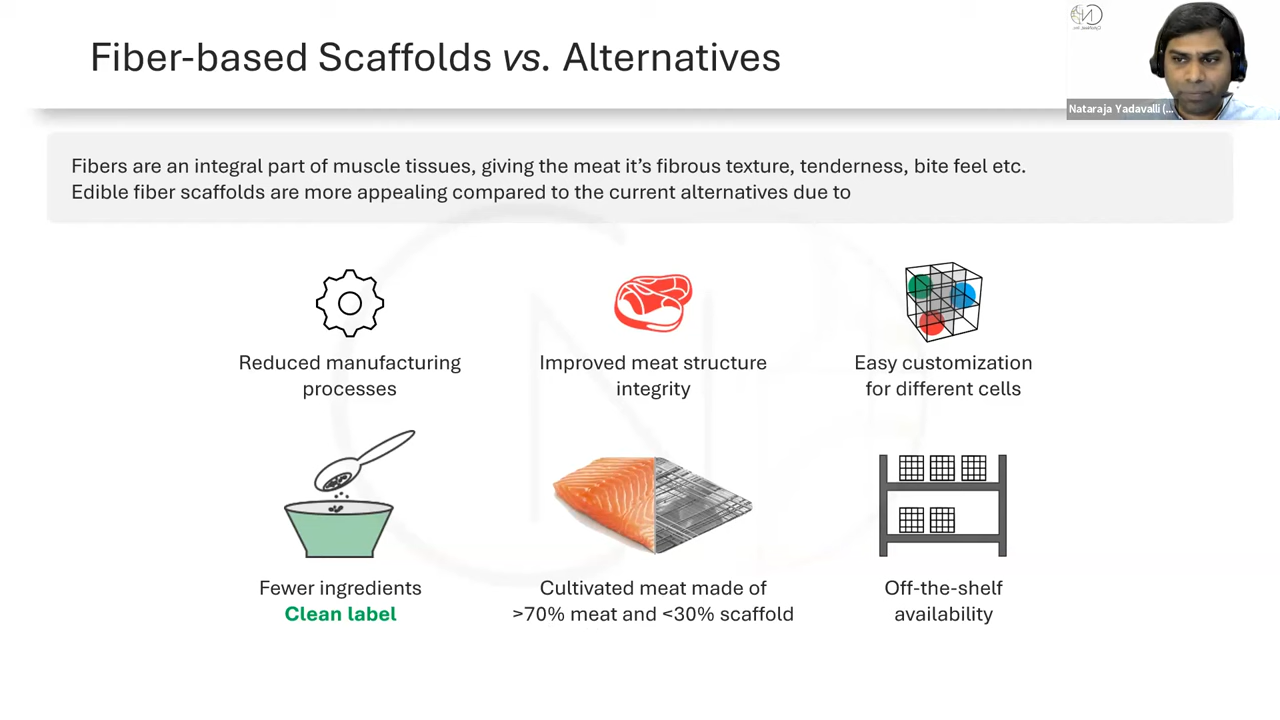 Fiber-based Scaffolds vs. Alternatives
Nataraja Yadavalli (...
Fibers are an integral part of muscle tissues, giving the meat it's fibrous texture, tenderness, bite feel etc.
Edible fiber scaffolds are more appealing compared to the current alternatives due to
Reduced manufacturing
processes
Improved meat structure
integrity
Easy customization
for different cells
Fewer ingredients
Clean label
Cultivated meat made of
>70% meat and <30% scaffold
Off-the-shelf
availability